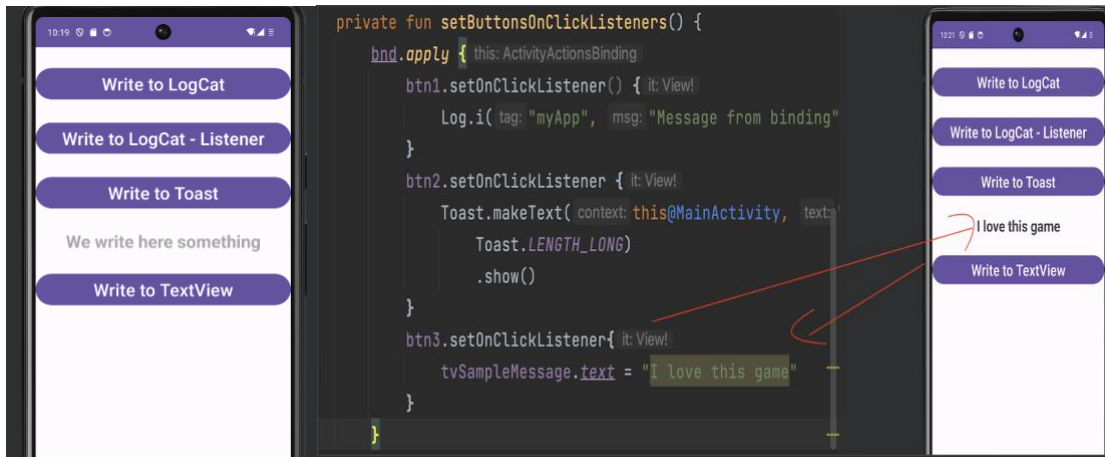 10:19
Write to LogCat
Write to LogCat - Listener
Write to Toast
We write here something
Write to TextView
private fun setButtonsOnClickListeners() {
bnd.apply { this: ActivityActionsBinding
btn1.setOnClickListener() { it: View!
Log.i( tag: "myApp", msg: "Message from binding"
}
btn2.setOnClickListener { it: View!
Toast.makeText( context: this@MainActivity, text:
Toast.LENGTH_LONG)
.show()
}
btn3.setOnClickListener{ it: View!
tvSampleMessage.text = "I love this game"
}
}
10:21
Write to LogCat
Write to LogCat - Listener
Write to Toast
I love this game
Write to TextView